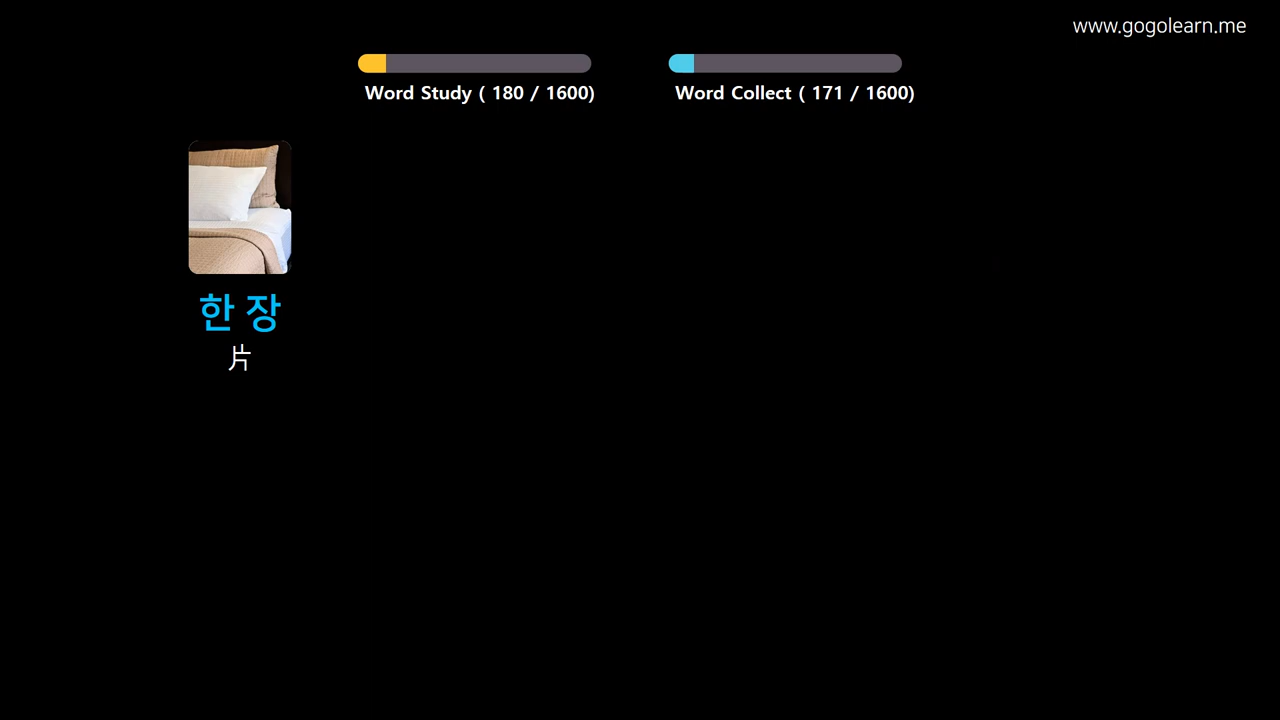 www.gogolearn.me
Word Study ( 180 / 1600)
Word Collect ( 171 / 1600)
한 장
片